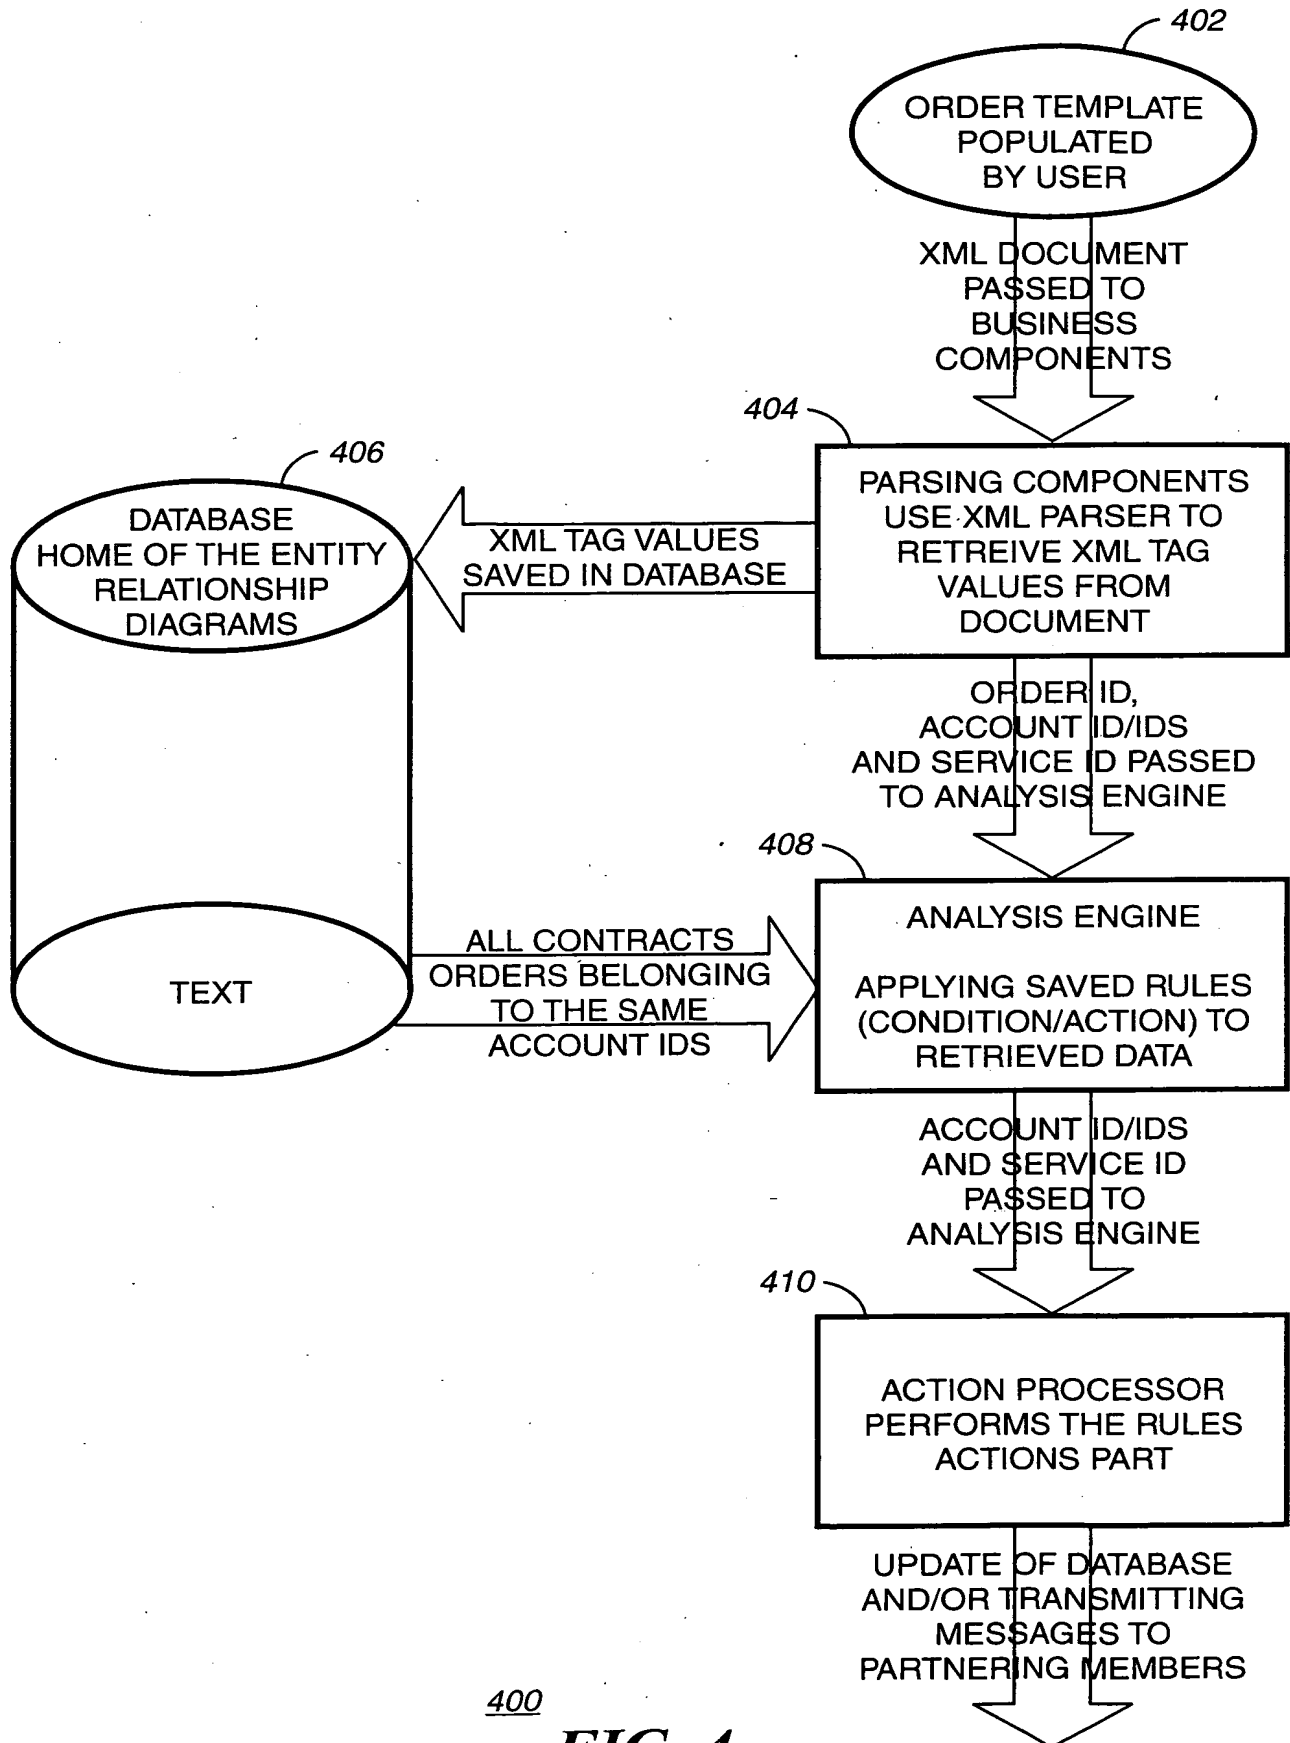 402
ORDER TEMPLATE
POPULATED
BY USER
XML DOCUMENT
PASSED TO
BUSINESS
COMPONENTS
404
PARSING COMPONENTS
USE XML PARSER TO
RETREIVE XML TAG
VALUES FROM
DOCUMENT
406
DATABASE
HOME OF THE ENTITY
RELATIONSHIP
DIAGRAMS
XML TAG VALUES
SAVED IN DATABASE
ORDER ID,
ACCOUNT ID/IDS
AND SERVICE ID PASSED
TO ANALYSIS ENGINE
408
ANALYSIS ENGINE
APPLYING SAVED RULES
(CONDITION/ACTION) TO
RETRIEVED DATA
TEXT
ALL CONTRACTS
ORDERS BELONGING
TO THE SAME
ACCOUNT IDS
ACCOUNT ID/IDS
AND SERVICE ID
PASSED TO
ANALYSIS ENGINE
410
ACTION PROCESSOR
PERFORMS THE RULES
ACTIONS PART
UPDATE OF DATABASE
AND/OR TRANSMITTING
MESSAGES TO
PARTNERING MEMBERS
400
FIG. 4